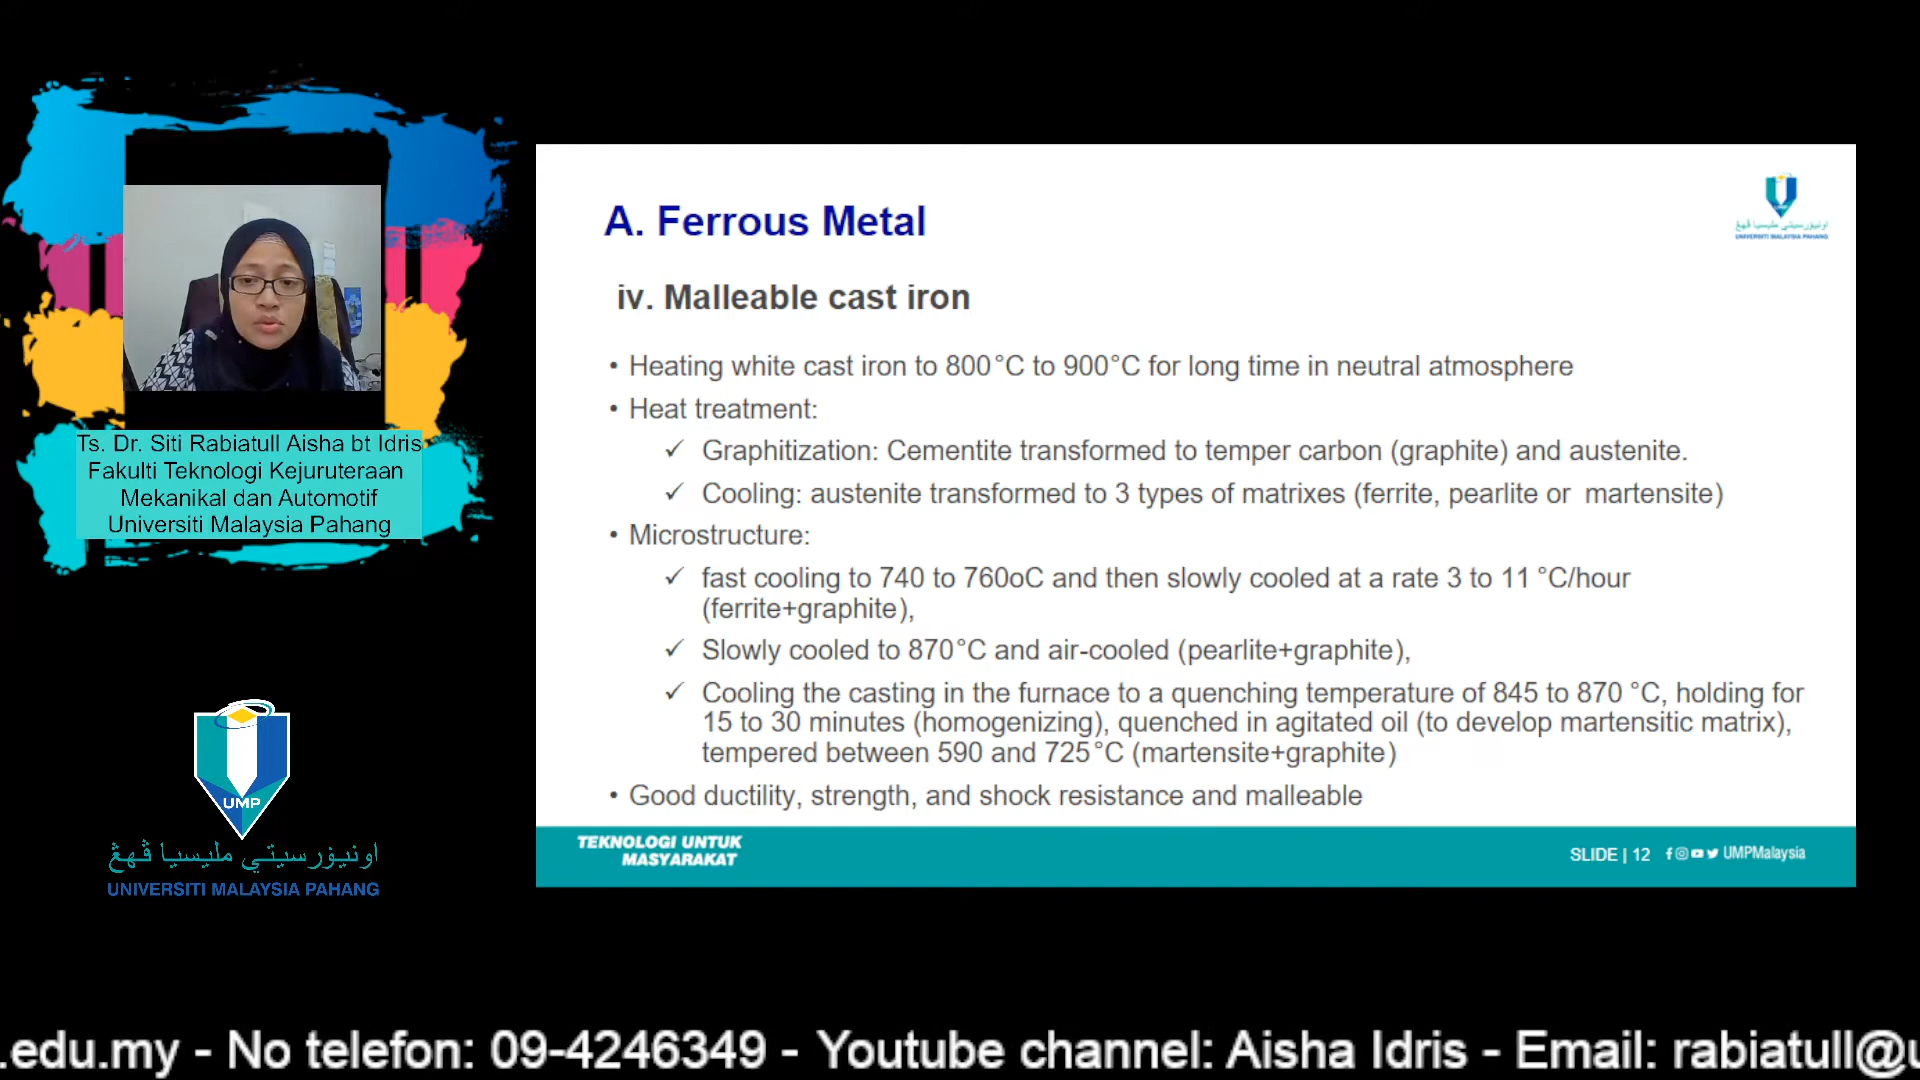 Ts. Dr. Siti Rabiatull Aisha bt Idris
Fakulti Teknologi Kejuruteraan
Mekanikal dan Automotif
Universiti Malaysia Pahang
UMP
اونيۏرسيتي مليسيا ڤهڠ
UNIVERSITI MALAYSIA PAHANG
A. Ferrous Metal
UMP
اونيۏرسيتي مليسيا ڤهڠ
UNIVERSITI MALAYSIA PAHANG
iv. Malleable cast iron
• Heating white cast iron to 800°C to 900°C for long time in neutral atmosphere
• Heat treatment:
✓ Graphitization: Cementite transformed to temper carbon (graphite) and austenite.
✓ Cooling: austenite transformed to 3 types of matrixes (ferrite, pearlite or martensite)
• Microstructure:
✓ fast cooling to 740 to 760oC and then slowly cooled at a rate 3 to 11 °C/hour
(ferrite+graphite),
✓ Slowly cooled to 870°C and air-cooled (pearlite+graphite),
✓ Cooling the casting in the furnace to a quenching temperature of 845 to 870 °C, holding for
15 to 30 minutes (homogenizing), quenched in agitated oil (to develop martensitic matrix),
tempered between 590 and 725°C (martensite+graphite)
• Good ductility, strength, and shock resistance and malleable
TEKNOLOGI UNTUK
MASYARAKAT
SLIDE | 12 UMPMalaysia
.edu.my - No telefon: 09-4246349 - Youtube channel: Aisha Idris - Email: rabiatull@u